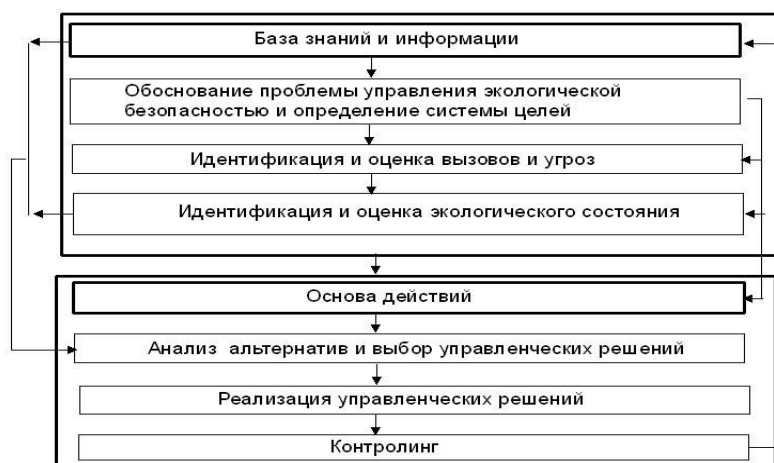 База знаний и информации
Обоснование проблемы управления экологической
безопасностью и определение системы целей
Идентификация и оценка вызовов и угроз
Идентификация и оценка экологического состояния
Основа действий
Анализ альтернатив и выбор управленческих решений
Реализация управленческих решений
Контролинг